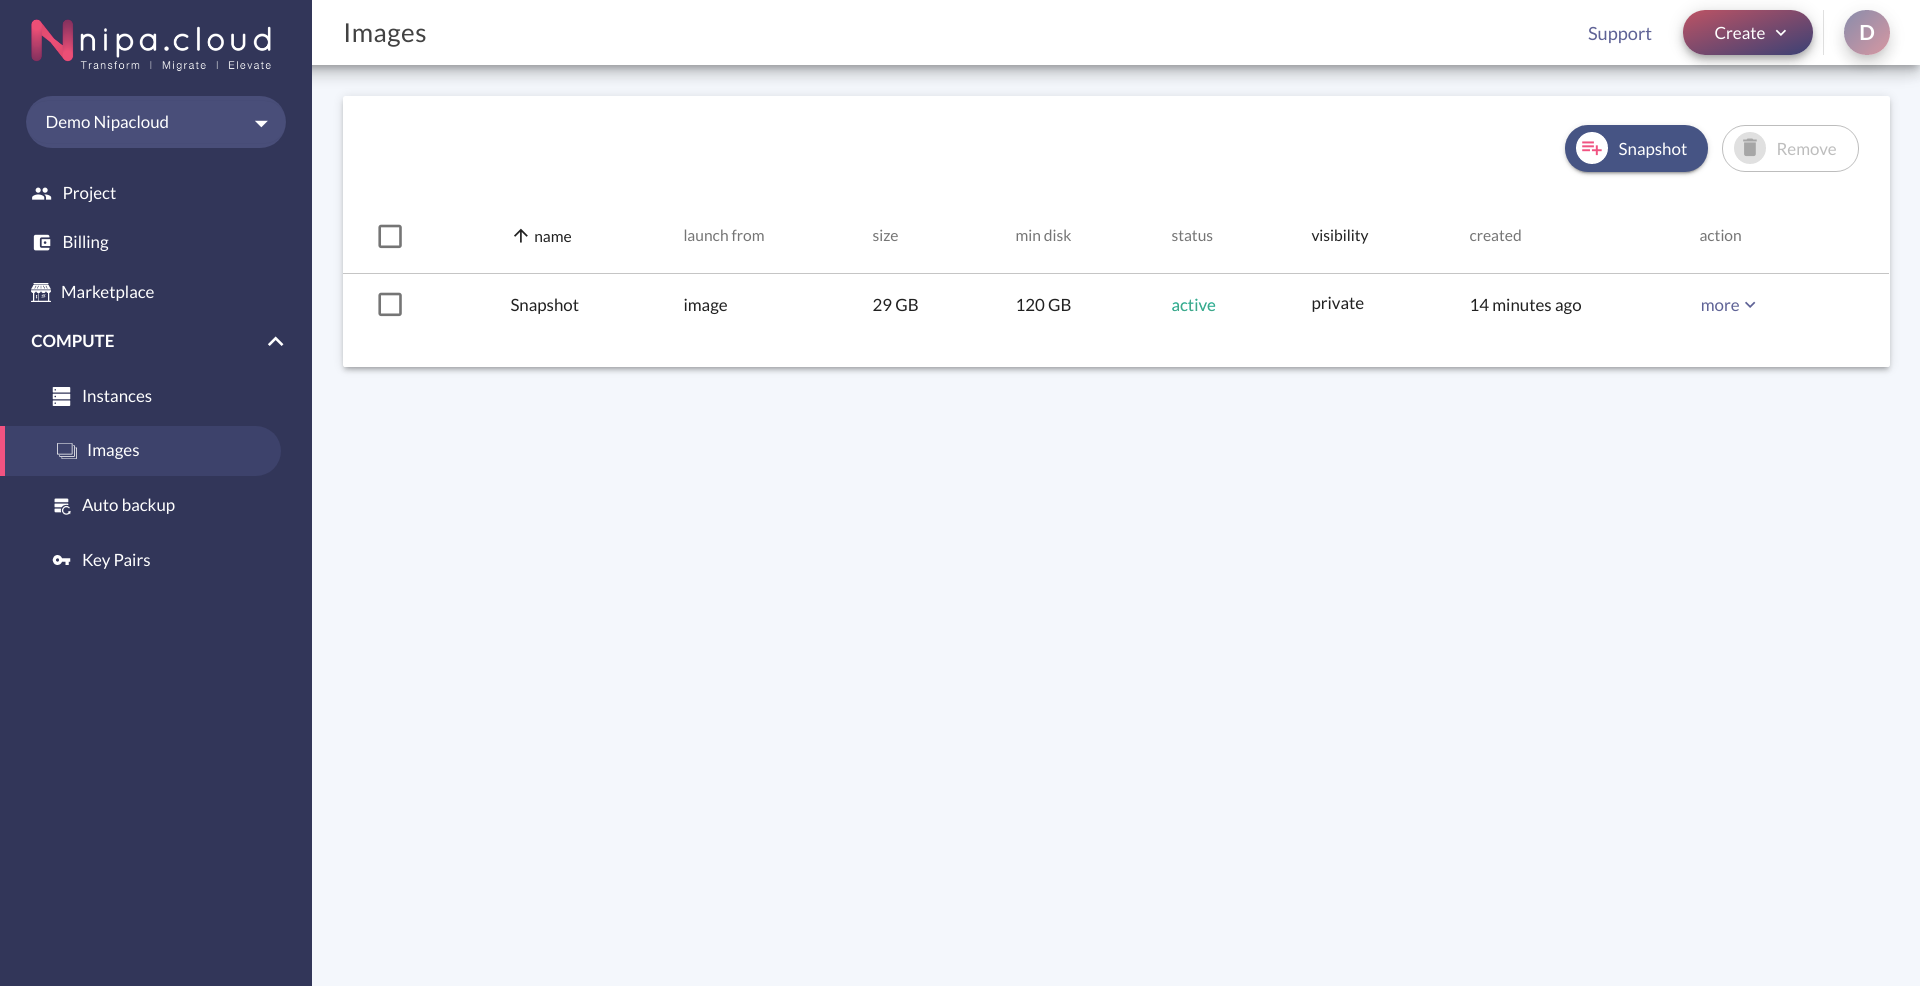 nipa.cloud
Transform | Migrate | Elevate
Demo Nipacloud
Project
Billing
Marketplace
COMPUTE
Instances
Images
Auto backup
Key Pairs
Images
Support
Create
D
Snapshot
Remove
name launch from size min disk status visibility created action
Snapshot image 29 GB 120 GB active private 14 minutes ago more